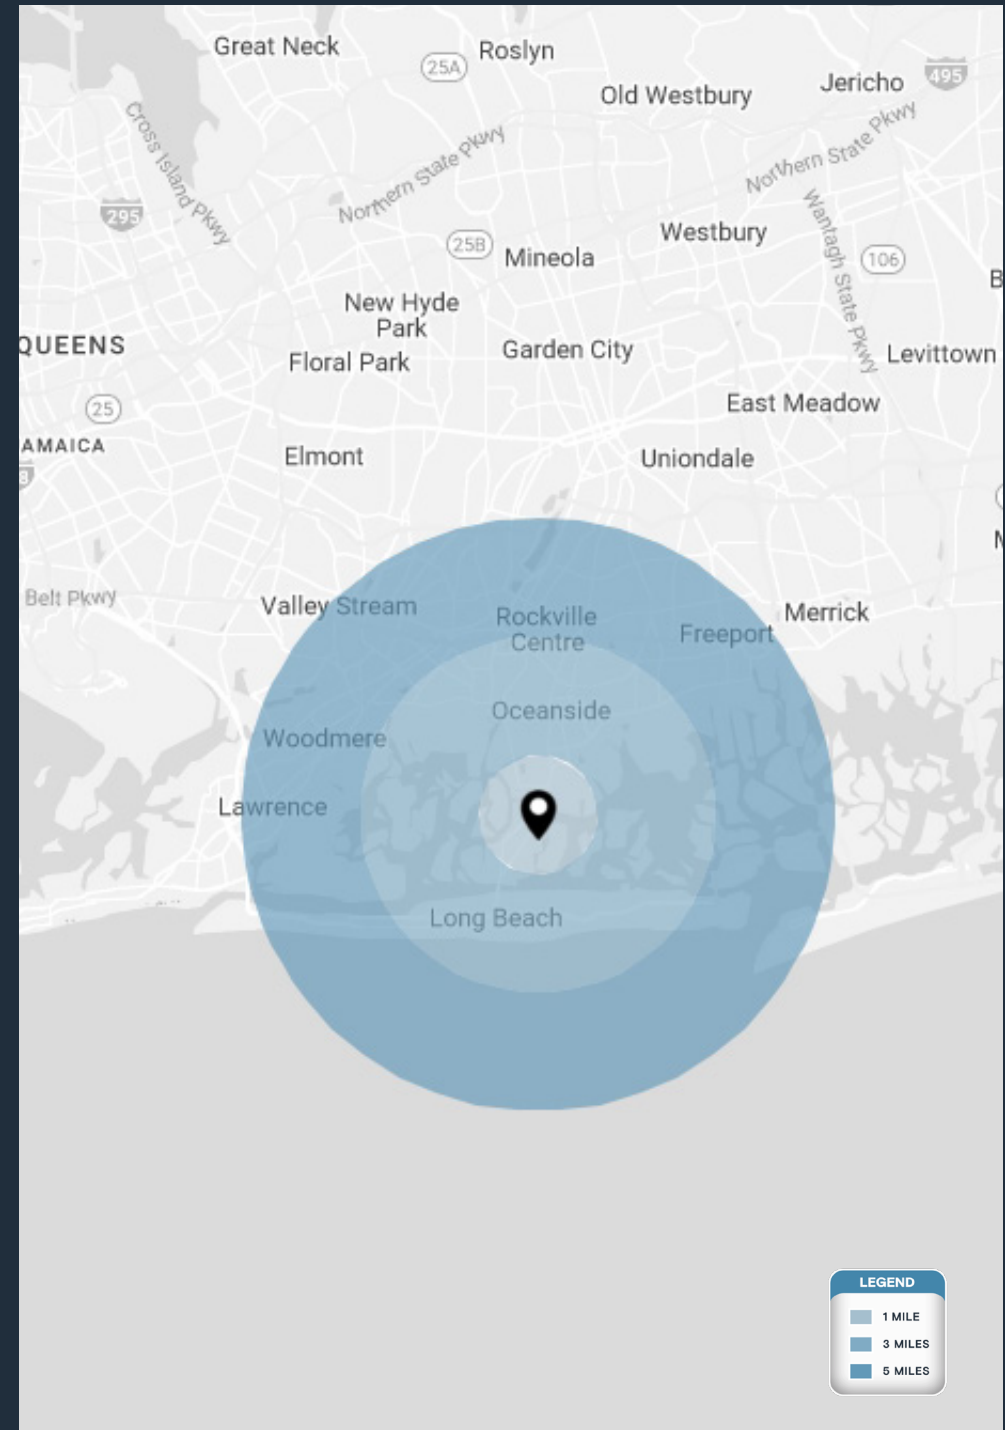 Great Neck
Roslyn
25A
Old Westbury
Jericho
495
Cross Island Pkwy
Northern State Pkwy
Northern State Pkwy
295
Wantagh State Pkwy
Westbury
25B
Mineola
106
B
New Hyde
Park
QUEENS
Floral Park
Garden City
Levittown
25
East Meadow
AMAICA
Elmont
Uniondale
8
M
Belt Pkwy
Valley Stream
Rockville
Centre
Freeport
Merrick
Oceanside
Woodmere
Lawrence
Long Beach
LEGEND
1 MILE
3 MILES
5 MILES